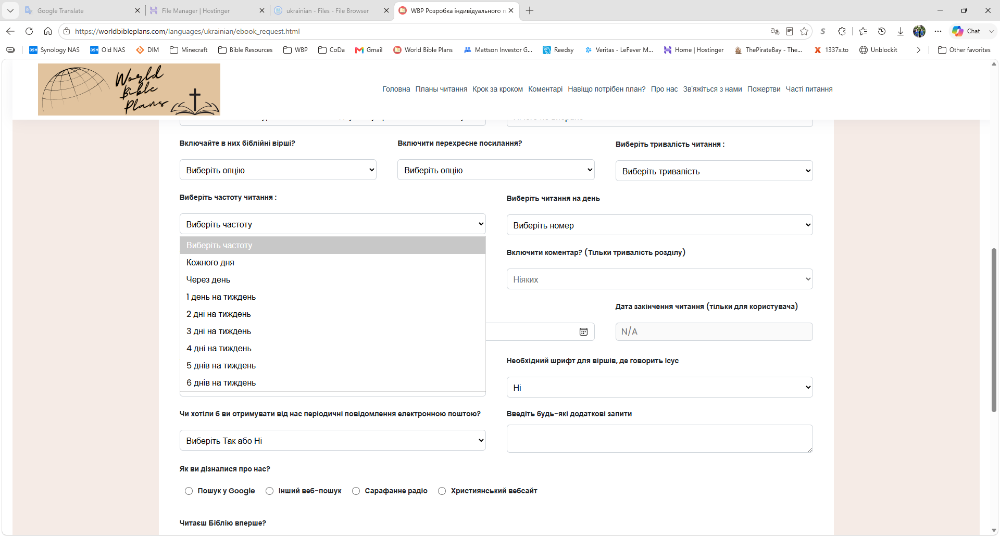 Google Translate
File Manager | Hostinger
ukrainian - Files - File Browser
WBP Розробка індивідуального п
https://worldbibleplans.com/languages/ukrainian/ebook_request.html
Chat
Synology NAS
Old NAS
DIM
Minecraft
Bible Resources
WBP
CoDa
Gmail
World Bible Plans
Mattson Investor G...
Reedsy
Veritas - LeFever M...
Home | Hostinger
ThePirateBay - The...
1337x.to
Unblockit
Other favorites
World
Bible
Plans
Головна Планы читання Крок за кроком Коментарі Навіщо потрібен план? Про нас Зв'яжіться з нами Пожертви Часті питання
Включайте в них біблійні вірші?
Включити перехресне посилання?
Виберіть тривалість читання :
Виберіть опцію
Виберіть опцію
Виберіть тривалість
Виберіть частоту читання :
Виберіть читання на день
Виберіть частоту
Виберіть номер
Виберіть частоту
Кожного дня
Через день
1 день на тиждень
2 дні на тиждень
3 дні на тиждень
4 дні на тиждень
5 днів на тиждень
6 днів на тиждень
Включити коментар? (Тільки тривалість розділу)
Ніяких
Дата закінчення читання (тільки для користувача)
N/A
Необхідний шрифт для віршів, де говорить Ісус
Ні
Чи хотіли б ви отримувати від нас періодичні повідомлення електронною поштою?
Введіть будь-які додаткові запити
Виберіть Так або Ні
Як ви дізналися про нас?
Пошук у Google
Інший веб-пошук
Сарафанне радіо
Християнський вебсайт
Читаєш Біблію вперше?